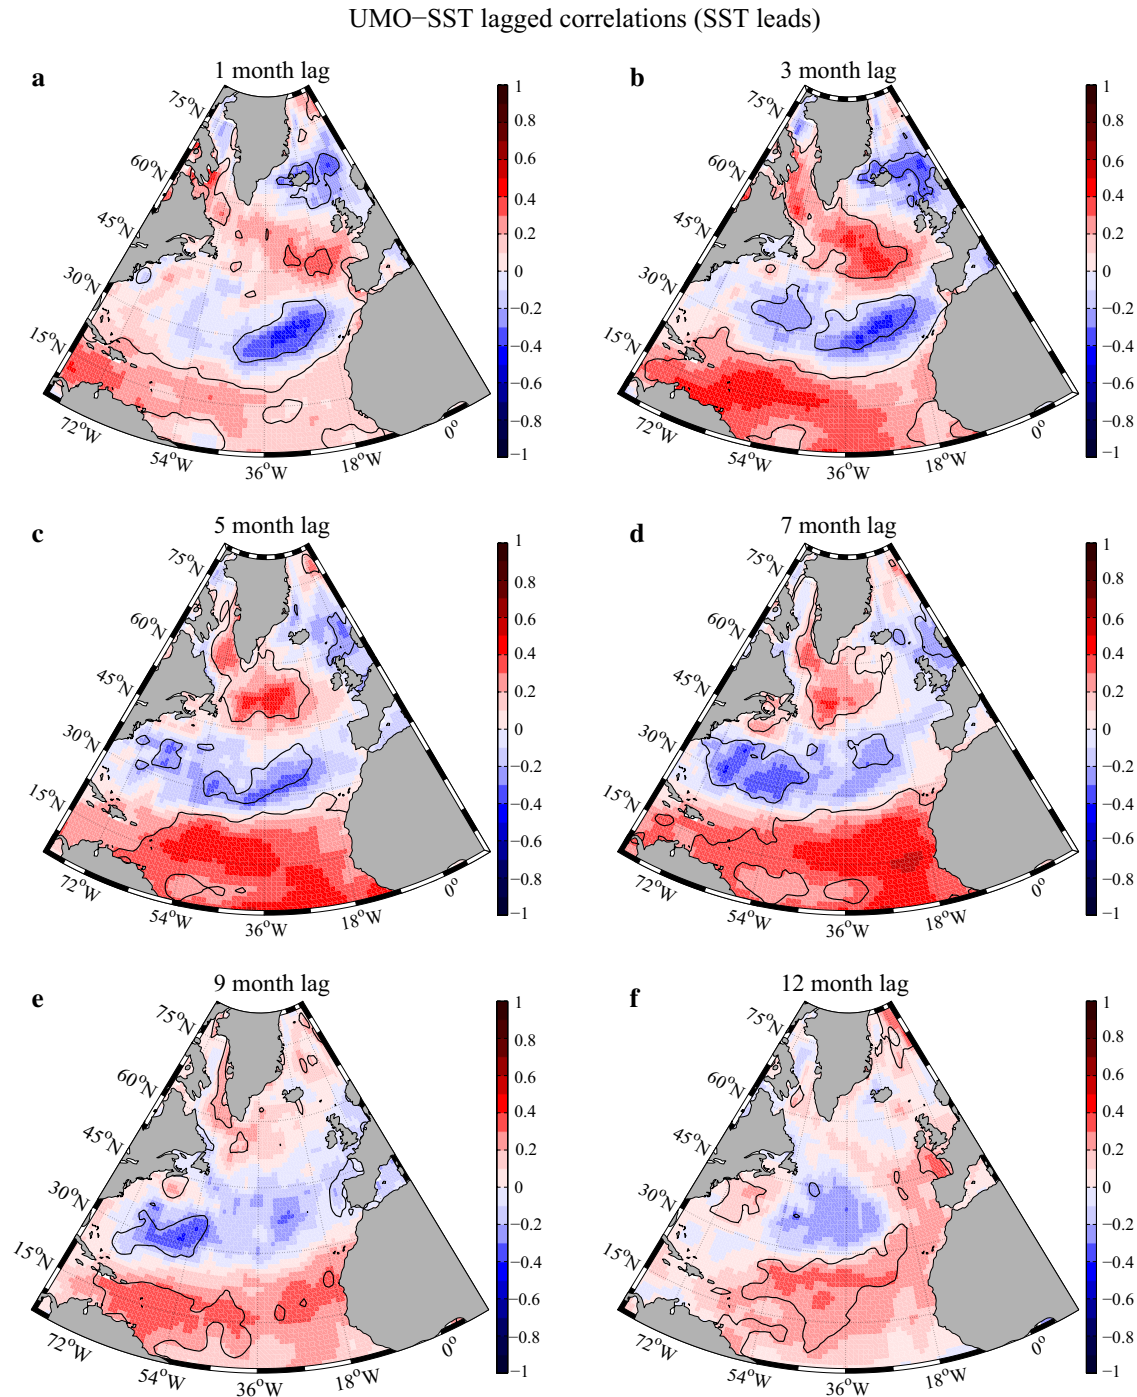 UMO−SST lagged correlations (SST leads)
a
1 month lag
75°N
60°N
45°N
30°N
15°N
72°W
54°W
36°W
18°W
0°
1
0.8
0.6
0.4
0.2
0
−0.2
−0.4
−0.6
−0.8
−1
b
3 month lag
75°N
60°N
45°N
30°N
15°N
72°W
54°W
36°W
18°W
0°
1
0.8
0.6
0.4
0.2
0
−0.2
−0.4
−0.6
−0.8
−1
c
5 month lag
75°N
60°N
45°N
30°N
15°N
72°W
54°W
36°W
18°W
0°
1
0.8
0.6
0.4
0.2
0
−0.2
−0.4
−0.6
−0.8
−1
d
7 month lag
75°N
60°N
45°N
30°N
15°N
72°W
54°W
36°W
18°W
0°
1
0.8
0.6
0.4
0.2
0
−0.2
−0.4
−0.6
−0.8
−1
e
9 month lag
75°N
60°N
45°N
30°N
15°N
72°W
54°W
36°W
18°W
0°
1
0.8
0.6
0.4
0.2
0
−0.2
−0.4
−0.6
−0.8
−1
f
12 month lag
75°N
60°N
45°N
30°N
15°N
72°W
54°W
36°W
18°W
0°
1
0.8
0.6
0.4
0.2
0
−0.2
−0.4
−0.6
−0.8
−1